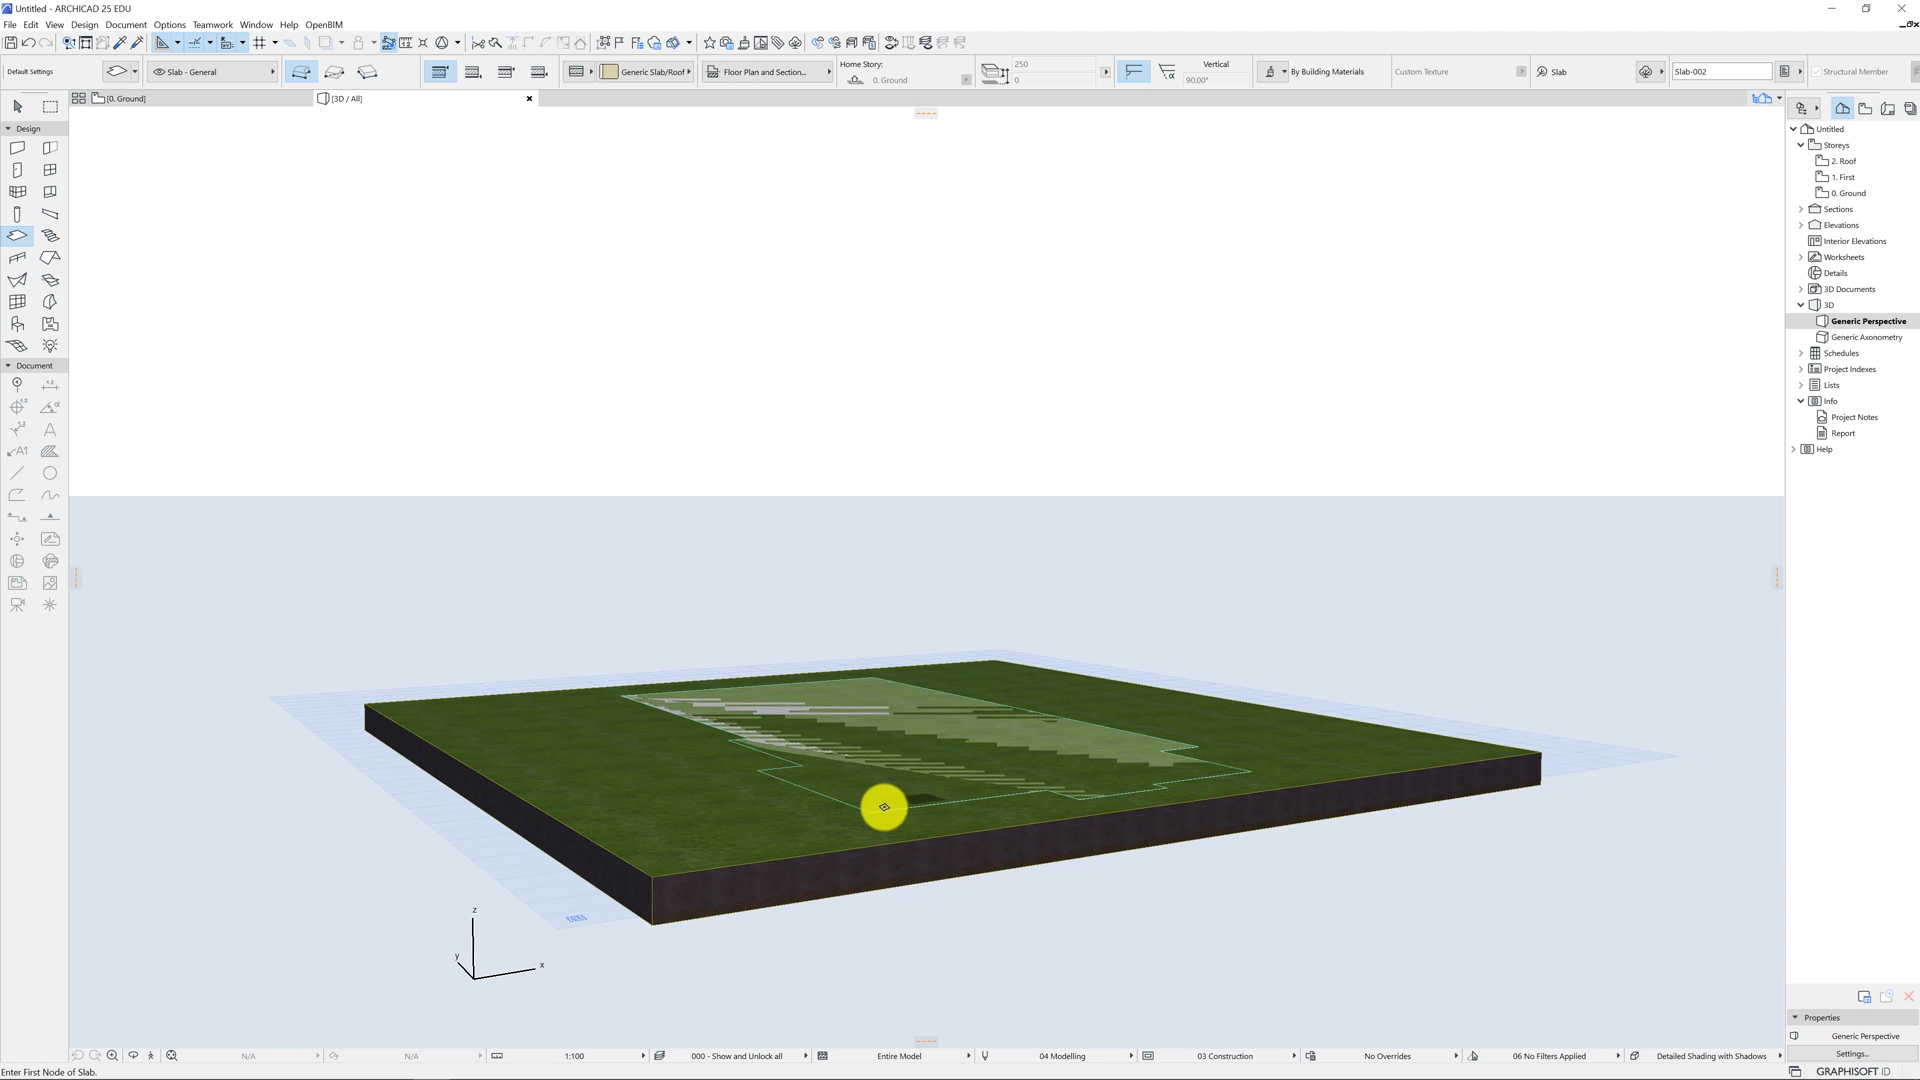 Untitled - ARCHICAD 25 EDU
File Edit View Design Document Options Teamwork Window Help OpenBIM
Default Settings
Slab - General
Generic Slab/Roof
Floor Plan and Section...
Home Story:
0. Ground
250
0
Vertical
90.00°
By Building Materials
Custom Texture
Slab
Slab-002
Structural Member
[0. Ground]
[3D / All]
Design
Document
A1
A
Untitled
Storeys
2. Roof
1. First
0. Ground
Sections
Elevations
Interior Elevations
Worksheets
Details
3D Documents
3D
Generic Perspective
Generic Axonometry
Schedules
Project Indexes
Lists
Info
Project Notes
Report
Help
z
y
x
Properties
Generic Perspective
Settings...
N/A
N/A
1:100
000 - Show and Unlock all
Entire Model
04 Modelling
03 Construction
No Overrides
06 No Filters Applied
Detailed Shading with Shadows
Enter First Node of Slab.
GRAPHISOFT ID